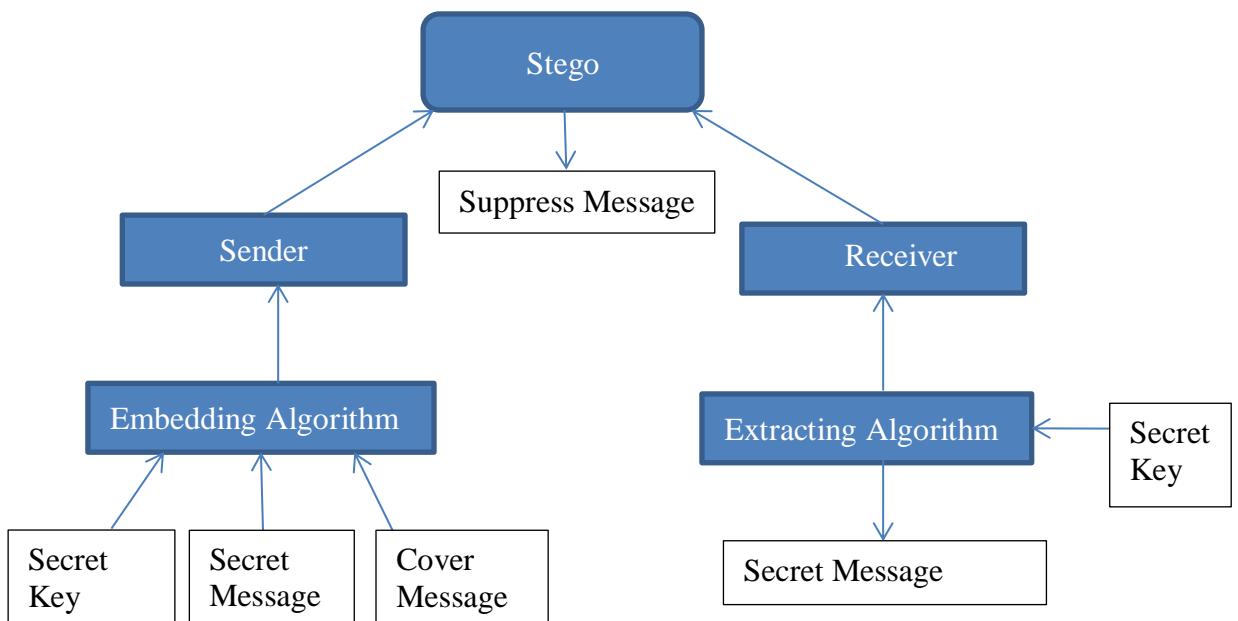 Stego
Suppress Message
Sender
Receiver
Embedding Algorithm
Extracting Algorithm
Secret
Key
Secret
Key
Secret
Message
Cover
Message
Secret Message